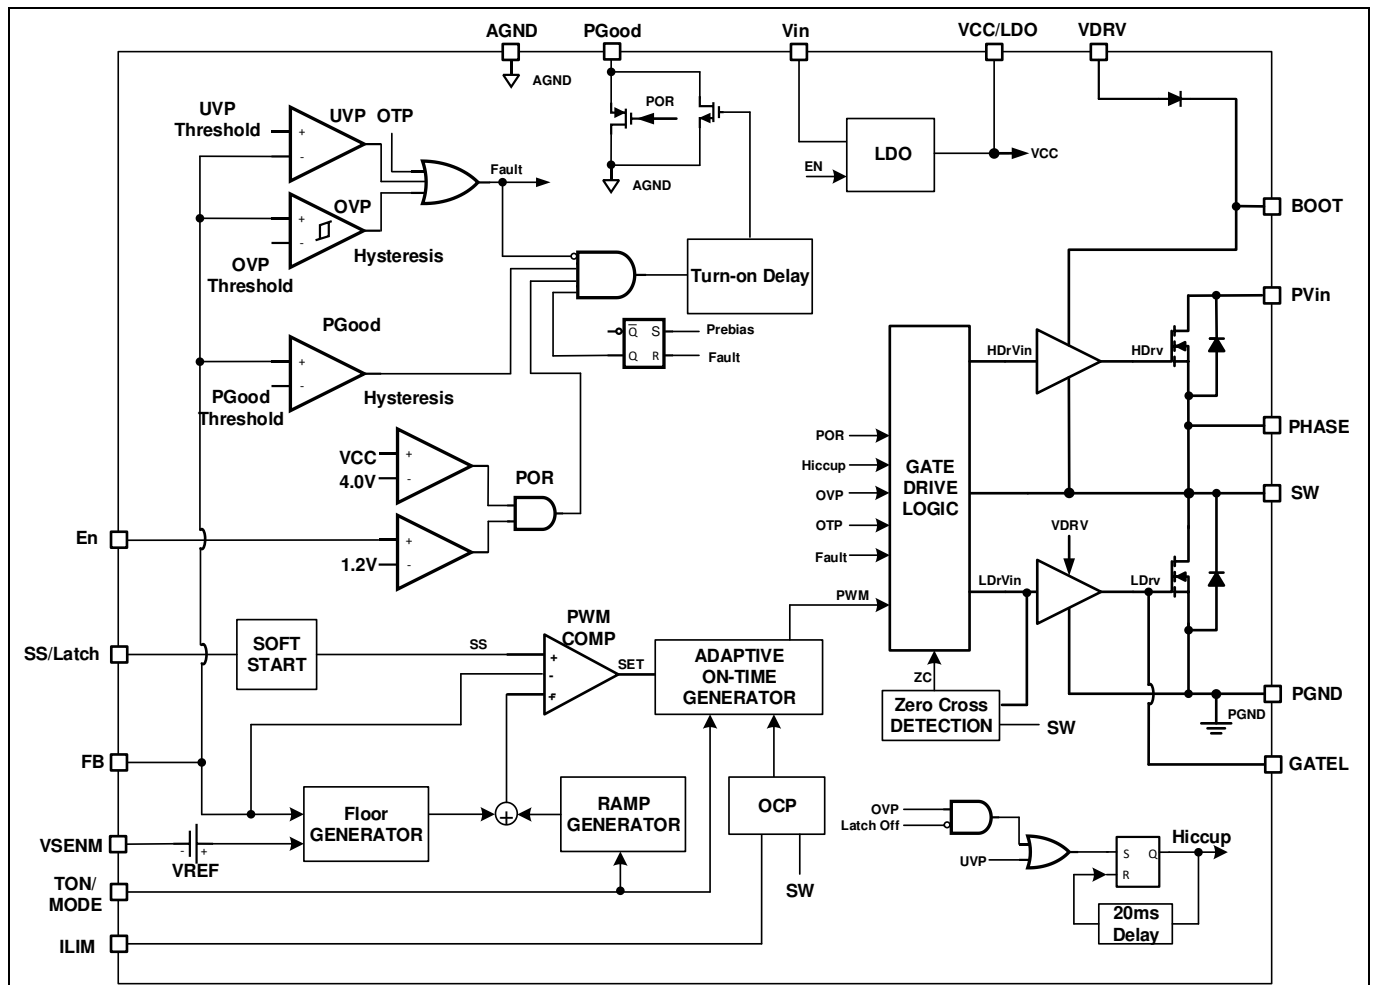 AGND
PGood
Vin
VCC/LDO
VDRV
AGND
UVP
Threshold
UVP
OTP
+
-
Fault
POR
AGND
LDO
EN
VCC
BOOT
OVP
+
-
Hysteresis
OVP
Threshold
Turn-on Delay
PVin
PGood
+
-
PGood
Threshold
Hysteresis
Q
S
Prebias
Q
R
Fault
HDrVin
HDrv
PHASE
VCC
4.0V
+
-
POR
POR
Hiccup
OVP
OTP
Fault
PWM
GATE
DRIVE
LOGIC
SW
En
1.2V
+
-
VDRV
LDrVin
LDrv
SS/Latch
SOFT
START
SS
PWM
COMP
+
-
+
SET
ADAPTIVE
ON-TIME
GENERATOR
ZC
Zero Cross
DETECTION
SW
PGND
PGND
FB
GATEL
Floor
GENERATOR
+
RAMP
GENERATOR
OCP
SW
VSENM
-
+
VREF
TON/
MODE
ILIM
OVP
Latch Off
UVP
S
Q
R
Hiccup
20ms
Delay